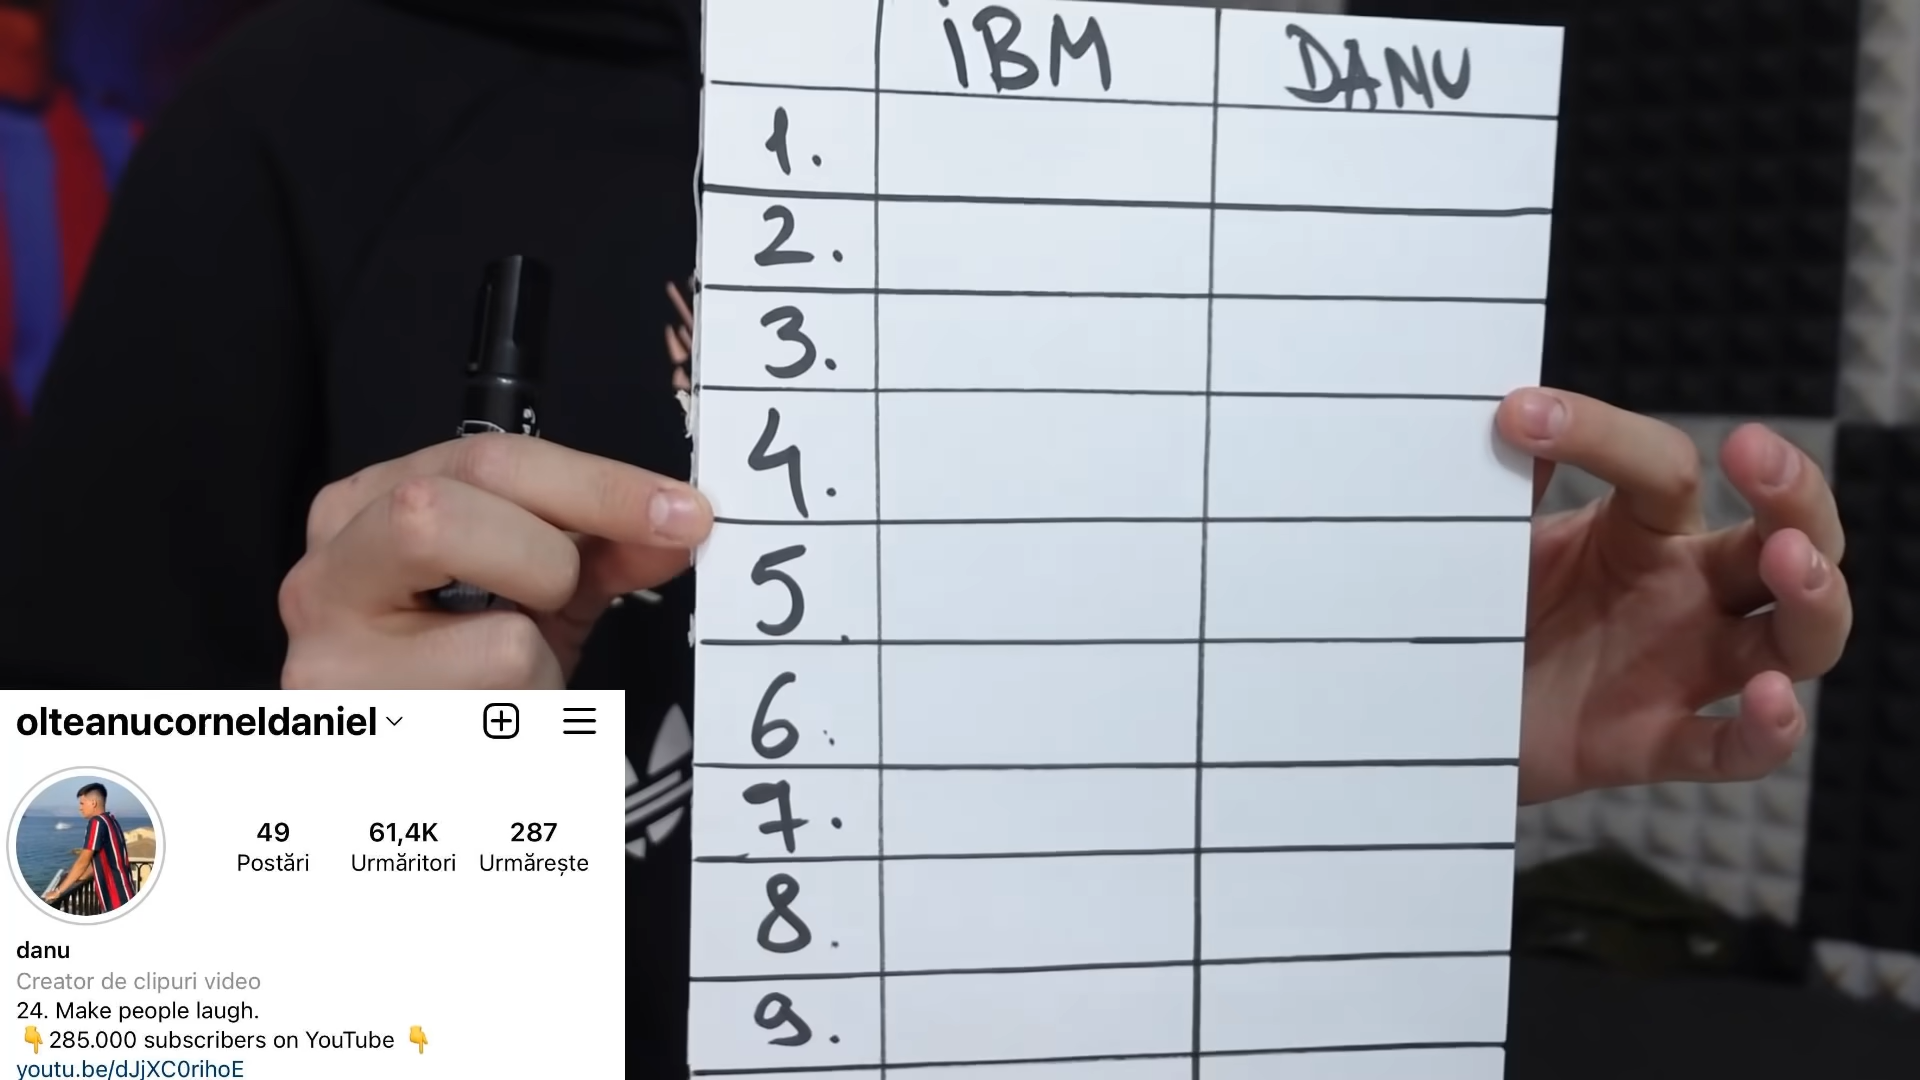 IBM DANU
1.
2.
3.
4.
5.
6.
7.
8.
9.
olteanucorneldaniel
49 61,4K 287
Postări Urmăritori Urmărește
danu
Creator de clipuri video
24. Make people laugh.
👇285.000 subscribers on YouTube 👇
youtu.be/dJjXC0rihoE